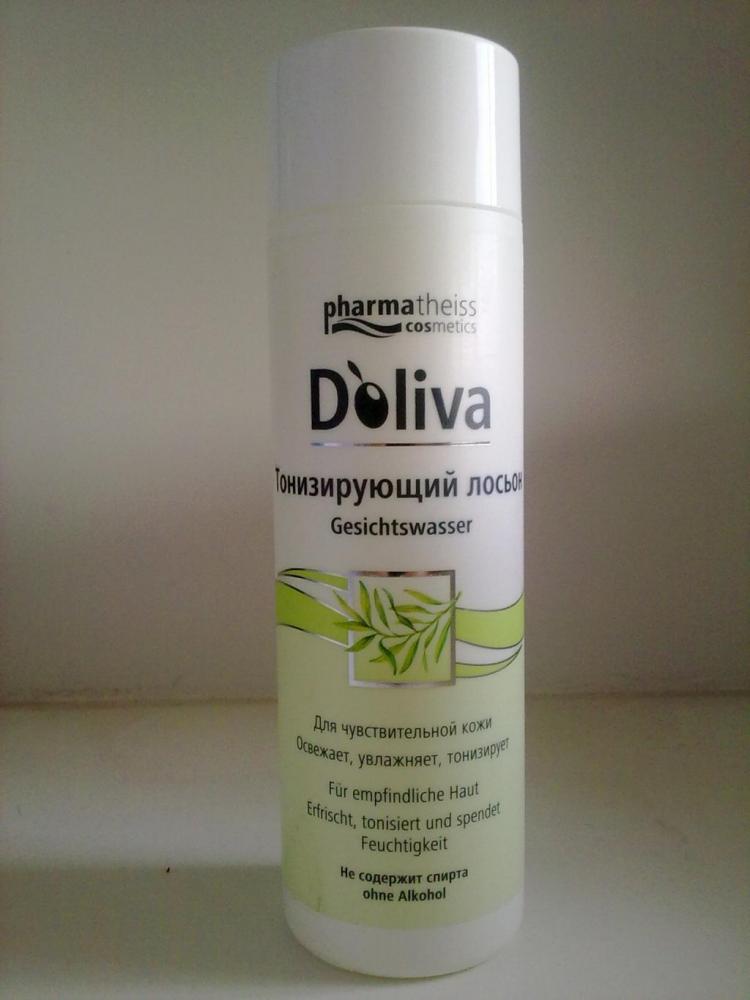 pharmatheiss
cosmetics
D'oliva
Тонизирующий лосьон
Gesichtswasser
Для чувствительной кожи
Освежает, увлажняет, тонизирует
Für empfindliche Haut
Erfrischt, tonisiert und spendet
Feuchtigkeit
Не содержит спирта
ohne Alkohol